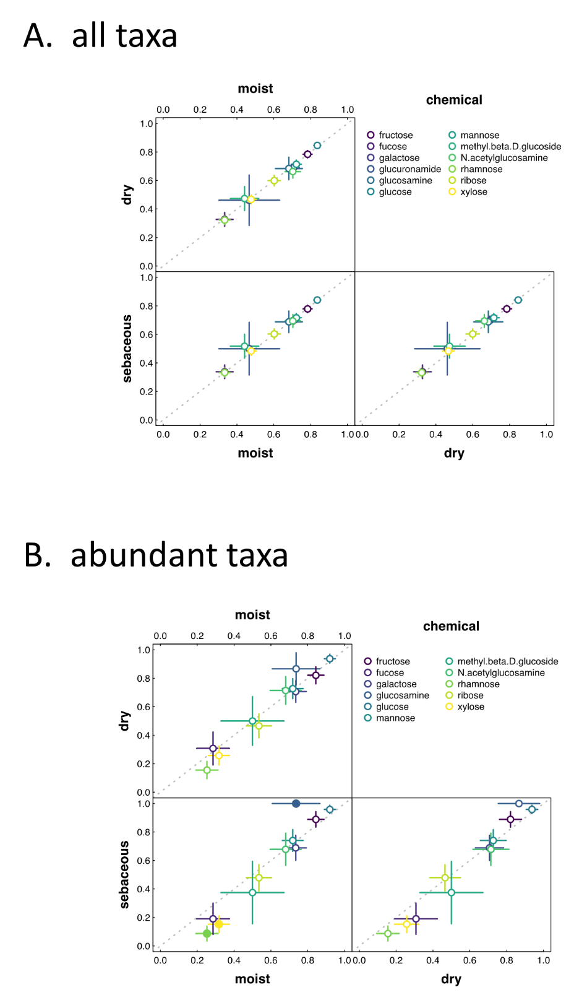 A. all taxa
moist
chemical
0.0 0.2 0.4 0.6 0.8 1.0
1.0
0.8
0.6
0.4
0.2
0.0
dry
fructose
fucose
galactose
glucuronamide
glucosamine
glucose
mannose
methyl.beta.D.glucoside
N.acetylglucosamine
rhamnose
ribose
xylose
1.0
0.8
0.6
0.4
0.2
0.0
sebaceous
0.0 0.2 0.4 0.6 0.8 1.0 0.0 0.2 0.4 0.6 0.8 1.0
moist
dry
B. abundant taxa
moist
chemical
0.0 0.2 0.4 0.6 0.8 1.0
1.0
0.8
0.6
0.4
0.2
0.0
dry
fructose
fucose
galactose
glucosamine
glucose
mannose
methyl.beta.D.glucoside
N.acetylglucosamine
rhamnose
ribose
xylose
1.0
0.8
0.6
0.4
0.2
0.0
sebaceous
0.0 0.2 0.4 0.6 0.8 1.0 0.0 0.2 0.4 0.6 0.8 1.0
moist
dry